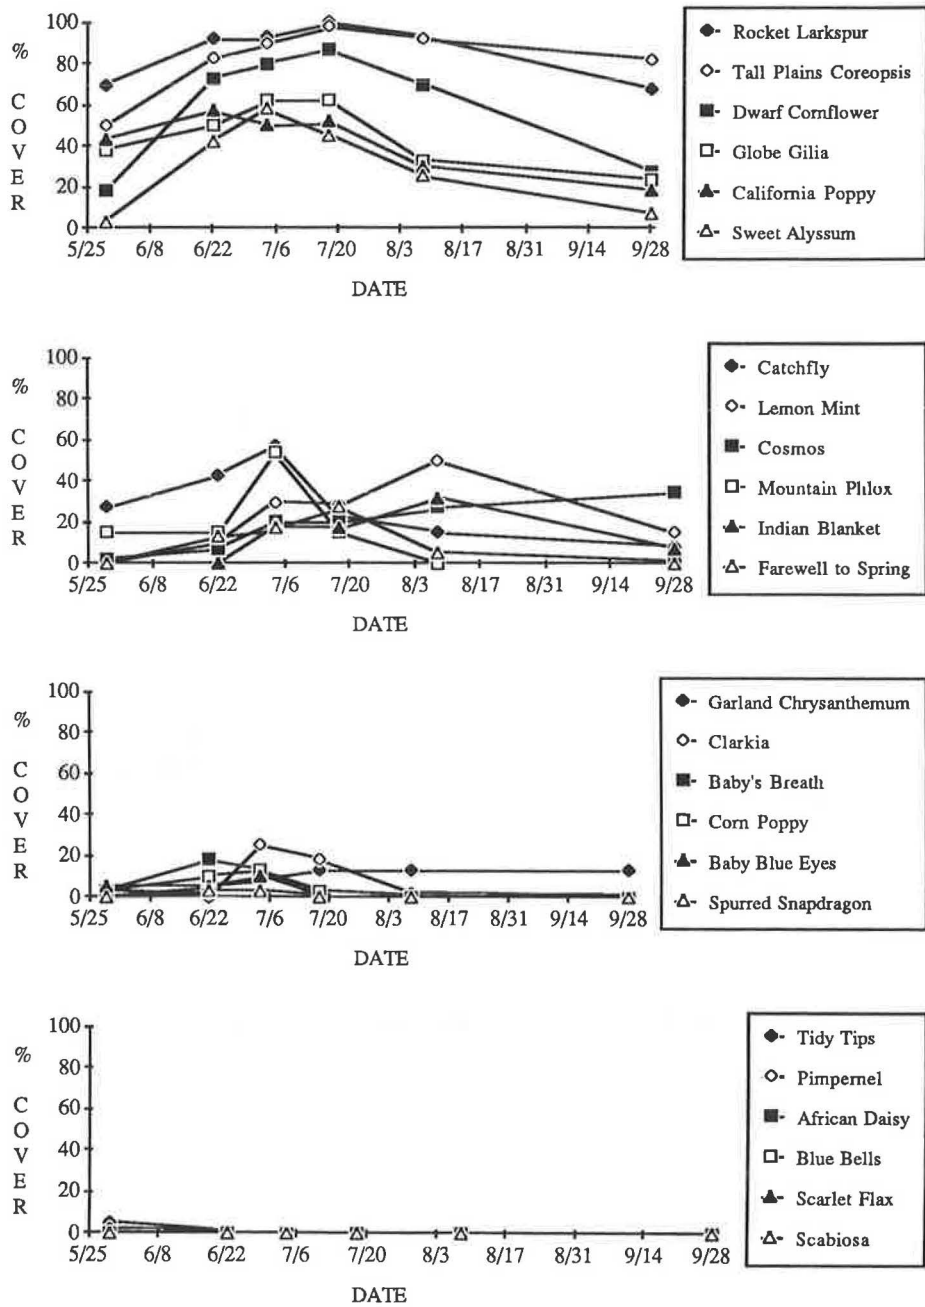 %
C
O
V
E
R
100
80
60
40
20
0
5/25 6/8 6/22 7/6 7/20 8/3 8/17 8/31 9/14 9/28
DATE
Rocket Larkspur
Tall Plains Coreopsis
Dwarf Cornflower
Globe Gilia
California Poppy
Sweet Alyssum
%
C
O
V
E
R
100
80
60
40
20
0
5/25 6/8 6/22 7/6 7/20 8/3 8/17 8/31 9/14 9/28
DATE
Catchfly
Lemon Mint
Cosmos
Mountain Phlox
Indian Blanket
Farewell to Spring
%
C
O
V
E
R
100
80
60
40
20
0
5/25 6/8 6/22 7/6 7/20 8/3 8/17 8/31 9/14 9/28
DATE
Garland Chrysanthemum
Clarkia
Baby's Breath
Corn Poppy
Baby Blue Eyes
Spurred Snapdragon
%
C
O
V
E
R
100
80
60
40
20
0
5/25 6/8 6/22 7/6 7/20 8/3 8/17 8/31 9/14 9/28
DATE
Tidy Tips
Pimpernel
African Daisy
Blue Bells
Scarlet Flax
Scabiosa